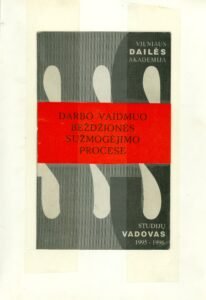 VILNIAUS
DAILĖS
AKADEMIJA
DARBO VAIDMUO
BEŽDŽIONĖS
SUŽMOGĖJIMO
PROCESE
STUDIJŲ
VADOVAS
1995 - 1996